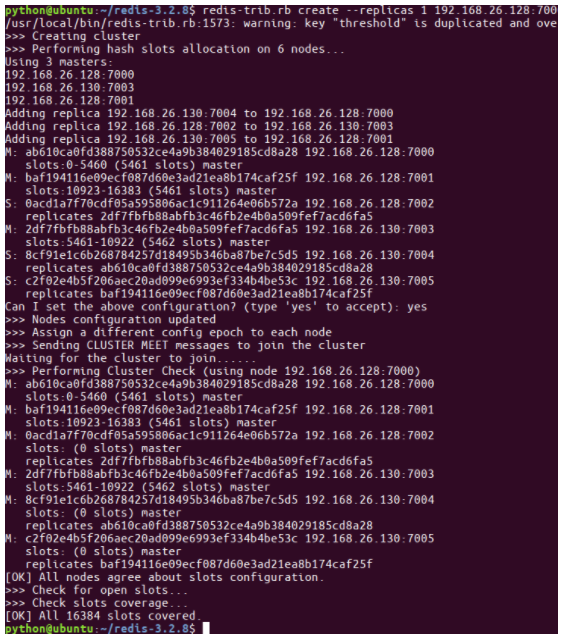 python@ubuntu:~/redis-3.2.8$ redis-trib.rb create --replicas 1 192.168.26.128:700
/usr/local/bin/redis-trib.rb:1573: warning: key "threshold" is duplicated and ove
>>> Creating cluster
>>> Performing hash slots allocation on 6 nodes...
Using 3 masters:
192.168.26.128:7000
192.168.26.130:7003
192.168.26.128:7001
Adding replica 192.168.26.130:7004 to 192.168.26.128:7000
Adding replica 192.168.26.128:7002 to 192.168.26.130:7003
Adding replica 192.168.26.130:7005 to 192.168.26.128:7001
M: ab610ca0fd388750532ce4a9b384029185cd8a28 192.168.26.128:7000
   slots:0-5460 (5461 slots) master
M: baf194116e09ecf087d60e3ad21ea8b174caf25f 192.168.26.128:7001
   slots:10923-16383 (5461 slots) master
S: 0acd1a7f70cdf05a595806ac1c911264e06b572a 192.168.26.128:7002
   replicates 2df7fbfb88abfb3c46fb2e4b0a509fef7acd6fa5
M: 2df7fbfb88abfb3c46fb2e4b0a509fef7acd6fa5 192.168.26.130:7003
   slots:5461-10922 (5462 slots) master
S: 8cf91e1c6b268784257d18495b346ba87be7c5d5 192.168.26.130:7004
   replicates ab610ca0fd388750532ce4a9b384029185cd8a28
S: c2f02e4b5f206aec20ad099e6993ef334b4be53c 192.168.26.130:7005
   replicates baf194116e09ecf087d60e3ad21ea8b174caf25f
Can I set the above configuration? (type 'yes' to accept): yes
>>> Nodes configuration updated
>>> Assign a different config epoch to each node
>>> Sending CLUSTER MEET messages to join the cluster
Waiting for the cluster to join......
>>> Performing Cluster Check (using node 192.168.26.128:7000)
M: ab610ca0fd388750532ce4a9b384029185cd8a28 192.168.26.128:7000
   slots:0-5460 (5461 slots) master
M: baf194116e09ecf087d60e3ad21ea8b174caf25f 192.168.26.128:7001
   slots:10923-16383 (5461 slots) master
M: 0acd1a7f70cdf05a595806ac1c911264e06b572a 192.168.26.128:7002
   slots: (0 slots) master
   replicates 2df7fbfb88abfb3c46fb2e4b0a509fef7acd6fa5
M: 2df7fbfb88abfb3c46fb2e4b0a509fef7acd6fa5 192.168.26.130:7003
   slots:5461-10922 (5462 slots) master
M: 8cf91e1c6b268784257d18495b346ba87be7c5d5 192.168.26.130:7004
   slots: (0 slots) master
   replicates ab610ca0fd388750532ce4a9b384029185cd8a28
M: c2f02e4b5f206aec20ad099e6993ef334b4be53c 192.168.26.130:7005
   slots: (0 slots) master
   replicates baf194116e09ecf087d60e3ad21ea8b174caf25f
[OK] All nodes agree about slots configuration.
>>> Check for open slots...
>>> Check slots coverage...
[OK] All 16384 slots covered.
python@ubuntu:~/redis-3.2.8$